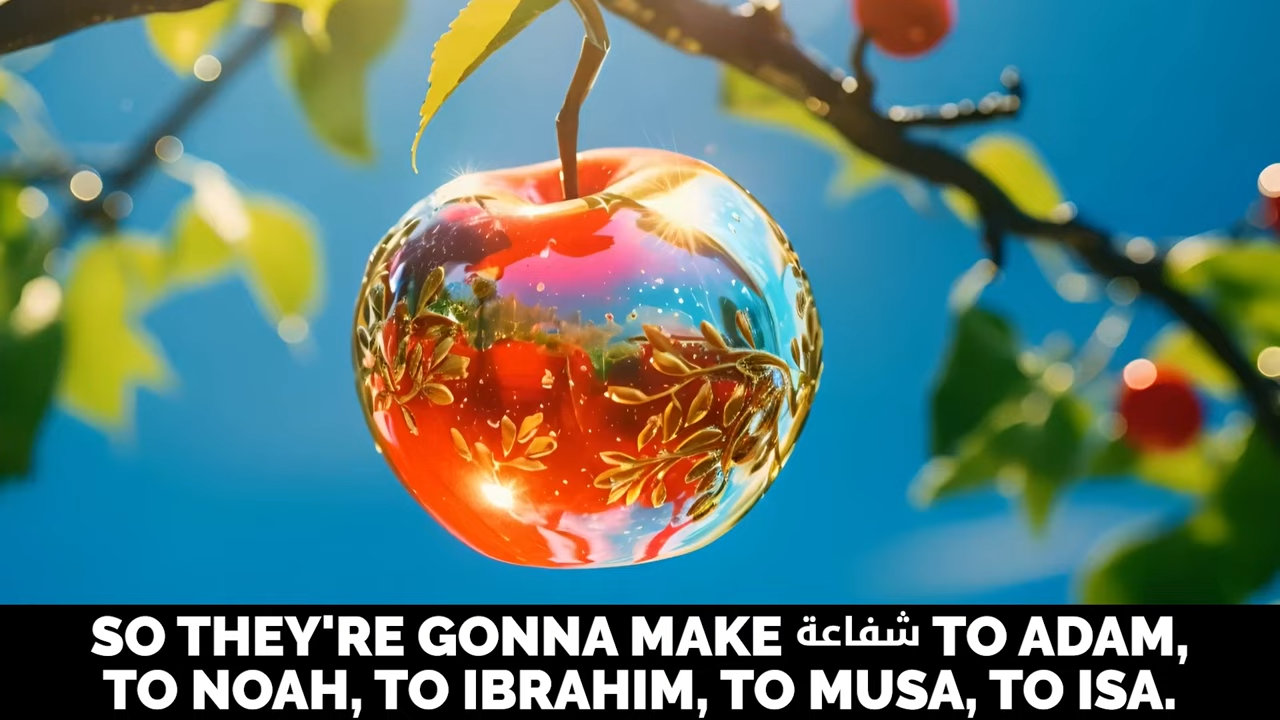 SO THEY'RE GONNA MAKE شفاعة TO ADAM,
TO NOAH, TO IBRAHIM, TO MUSA, TO ISA.